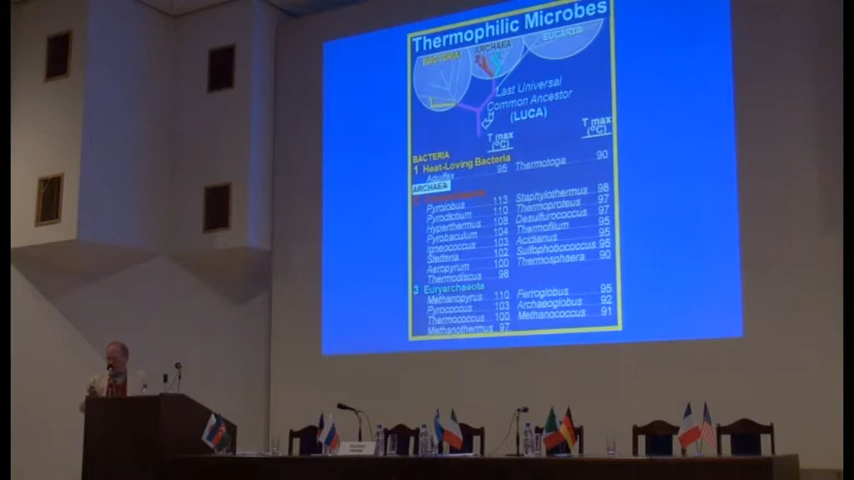 Thermophilic Microbes
BACTERIA
ARCHAEA
EUCARYA
Last Universal
Common Ancestor
(LUCA)
T max
(°C)
T max
(°C)
BACTERIA
1 Heat-Loving Bacteria
Aquifex 95
Thermotoga 90
ARCHAEA
Pyrolobus 113
Pyrodictium 110
Hyperthermus 108
Pyrobaculum 104
Igneococcus 103
Stetteria 102
Aeropyrum 100
Thermodiscus 98
Staphylothermus 98
Thermoproteus 97
Desulfurococcus 97
Thermofilum 95
Acidianus 95
Sulfophobococcus 95
Thermosphaera 90
3 Euryarchaeota
Methanopyrus 110
Pyrococcus 103
Thermococcus 100
Methanothermus 97
Ferroglobus 95
Archaeoglobus 92
Methanococcus 91